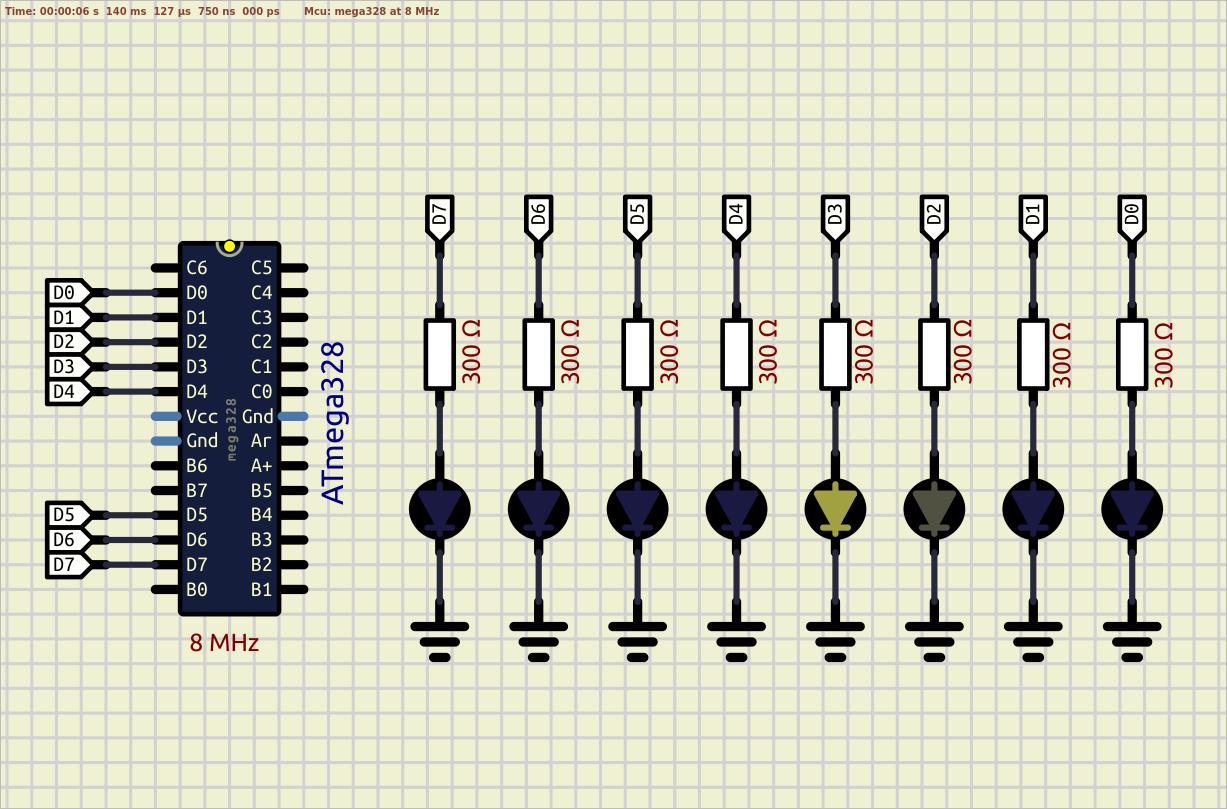 Time: 00:00:06 s 140 ms 127 µs 750 ns 000 ps Mcu: mega328 at 8 MHz
D7 D6 D5 D4 D3 D2 D1 D0
C6 C5
D0 D0 C4
D1 D1 C3
D2 D2 C2
D3 D3 C1
D4 D4 C0
Vcc Gnd
Gnd Ar
B6 A+
B7 B5
D5 D5 B4
D6 D6 B3
D7 D7 B2
B0 B1
mega328
ATmega328
8 MHz
300 Ω 300 Ω 300 Ω 300 Ω 300 Ω 300 Ω 300 Ω 300 Ω